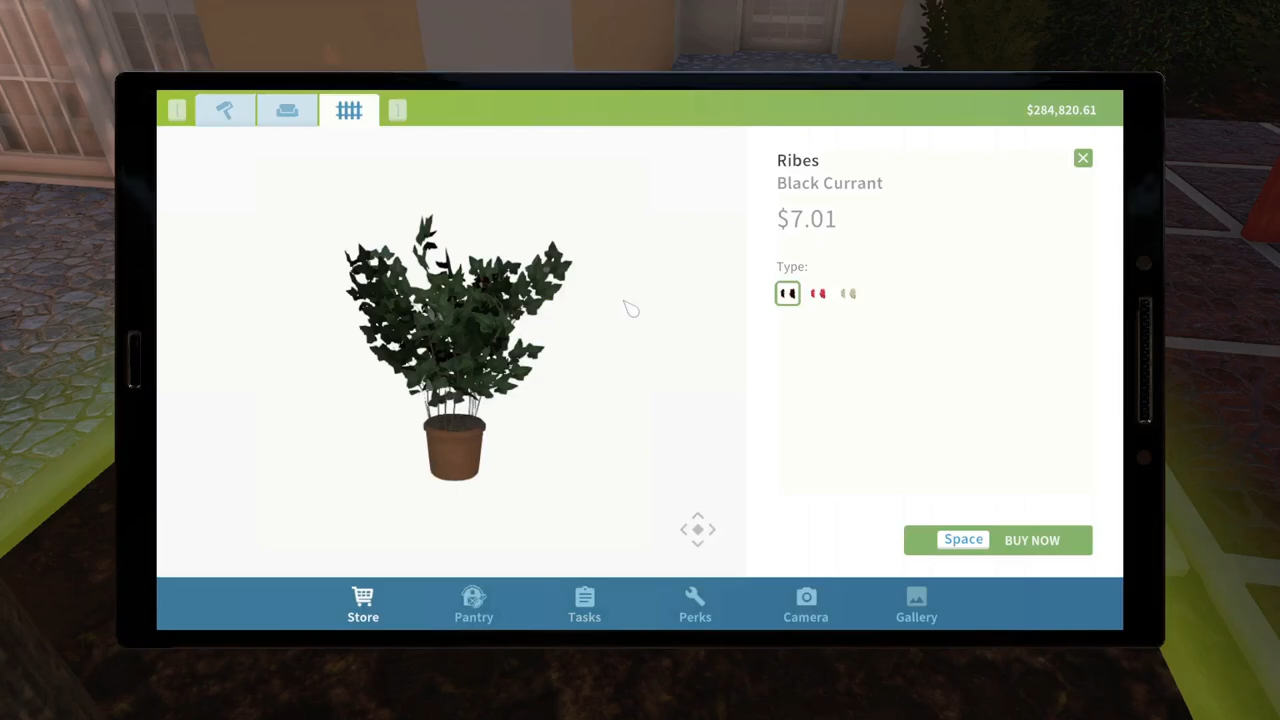 $284,820.61
Ribes
Black Currant
$7.01
Type:
Space BUY NOW
Store
Pantry
Tasks
Perks
Camera
Gallery